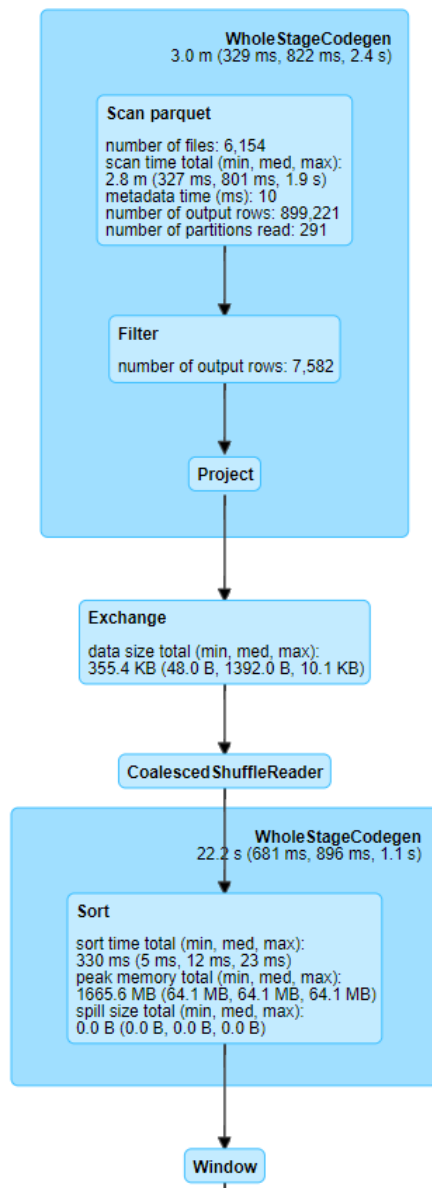 WholeStageCodegen
3.0 m (329 ms, 822 ms, 2.4 s)
Scan parquet
number of files: 6,154
scan time total (min, med, max):
2.8 m (327 ms, 801 ms, 1.9 s)
metadata time (ms): 10
number of output rows: 899,221
number of partitions read: 291
Filter
number of output rows: 7,582
Project
Exchange
data size total (min, med, max):
355.4 KB (48.0 B, 1392.0 B, 10.1 KB)
CoalescedShuffleReader
WholeStageCodegen
22.2 s (681 ms, 896 ms, 1.1 s)
Sort
sort time total (min, med, max):
330 ms (5 ms, 12 ms, 23 ms)
peak memory total (min, med, max):
1665.6 MB (64.1 MB, 64.1 MB, 64.1 MB)
spill size total (min, med, max):
0.0 B (0.0 B, 0.0 B, 0.0 B)
Window